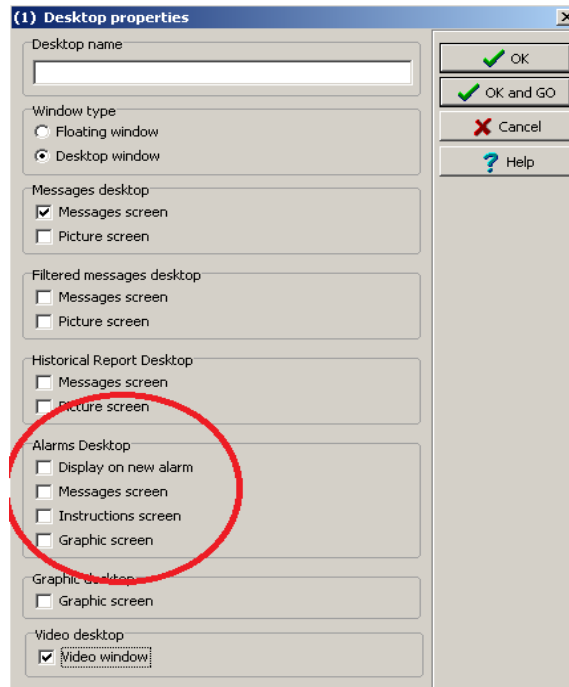 (1) Desktop properties
Desktop name
OK
OK and GO
Cancel
Help
Window type
Floating window
Desktop window
Messages desktop
Messages screen
Picture screen
Filtered messages desktop
Messages screen
Picture screen
Historical Report Desktop
Messages screen
Picture screen
Alarms Desktop
Display on new alarm
Messages screen
Instructions screen
Graphic screen
Graphic desktop
Graphic screen
Video desktop
Video window